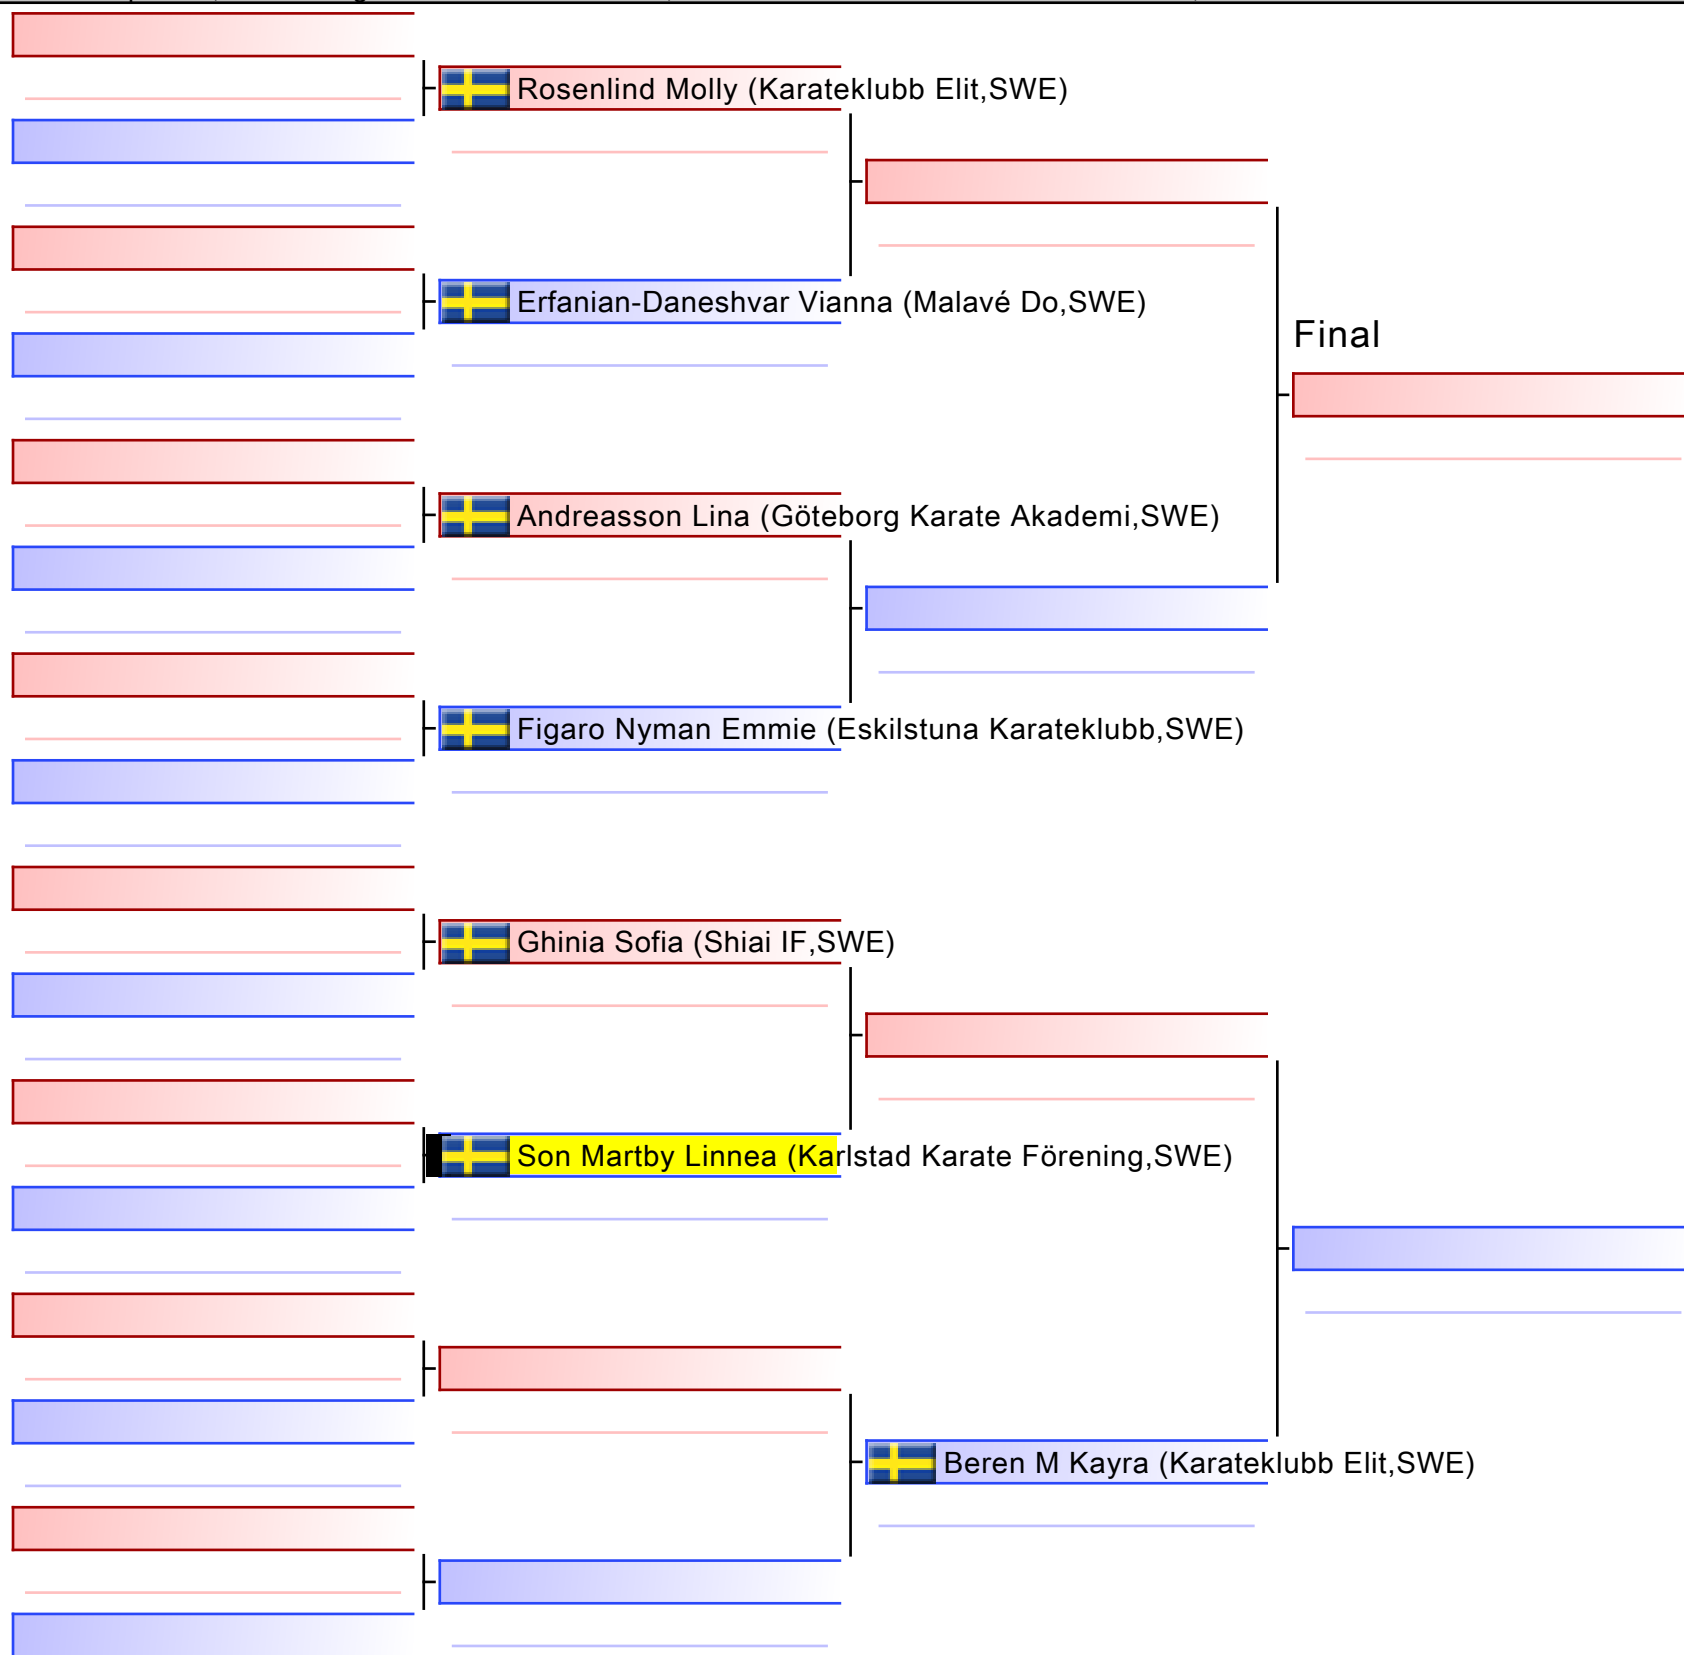 Rosenlind Molly (Karateklubb Elit,SWE)
Erfanian-Daneshvar Vianna (Malavé Do,SWE)
Final
Andreasson Lina (Göteborg Karate Akademi,SWE)
Figaro Nyman Emmie (Eskilstuna Karateklubb,SWE)
Ghinia Sofia (Shiai IF,SWE)
Son Martby Linnea (Karlstad Karate Förening,SWE)
Beren M Kayra (Karateklubb Elit,SWE)